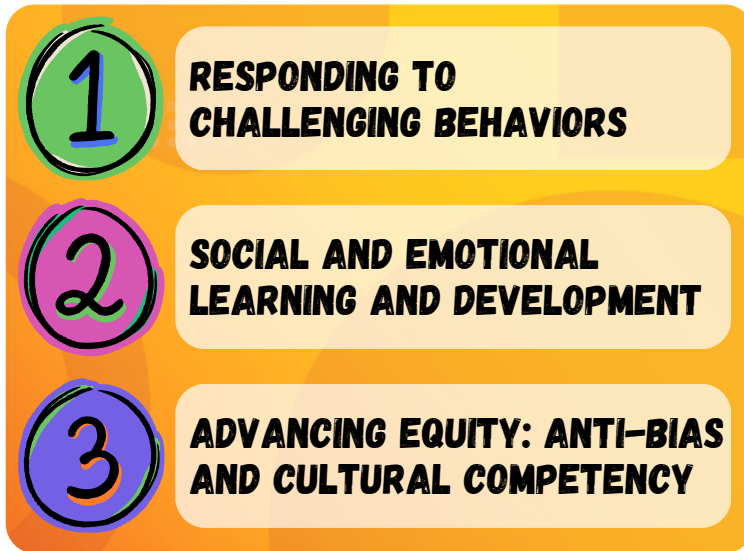 1
RESPONDING TO
CHALLENGING BEHAVIORS
2
SOCIAL AND EMOTIONAL
LEARNING AND DEVELOPMENT
3
ADVANCING EQUITY: ANTI-BIAS
AND CULTURAL COMPETENCY